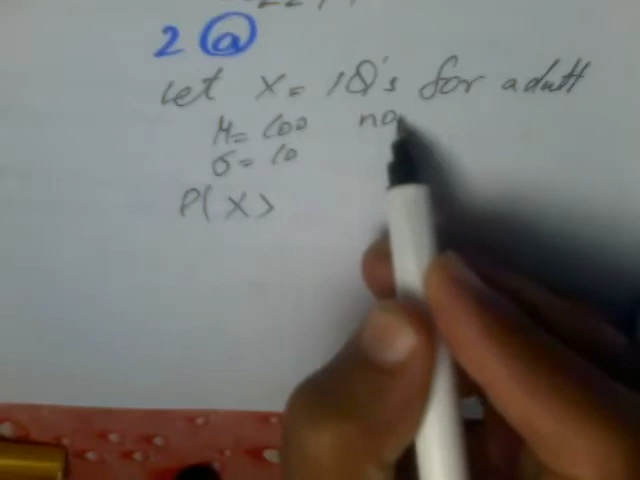 2 a
Let X = IQ's for adult
μ = 100 no
σ = 10
P( X >